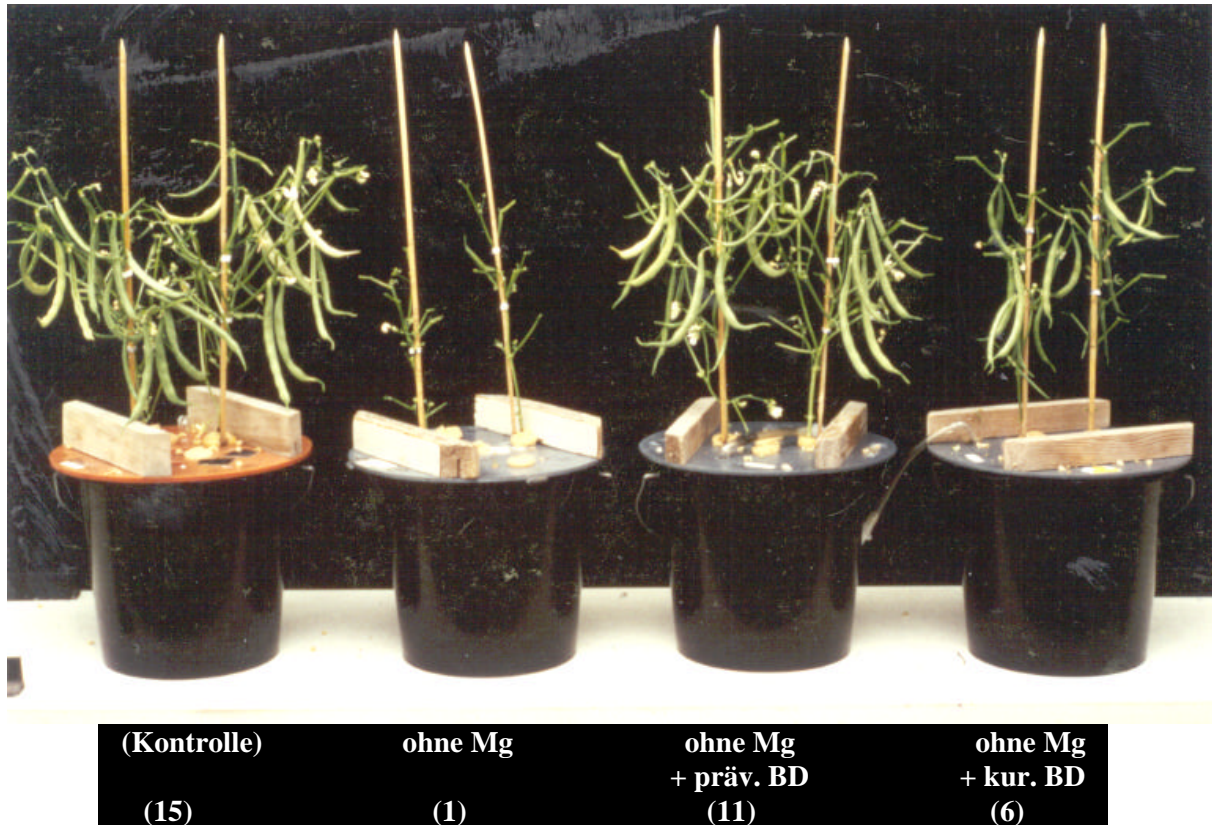 (Kontrolle) ohne Mg ohne Mg ohne Mg
+ präv. BD + kur. BD
(15) (1) (11) (6)